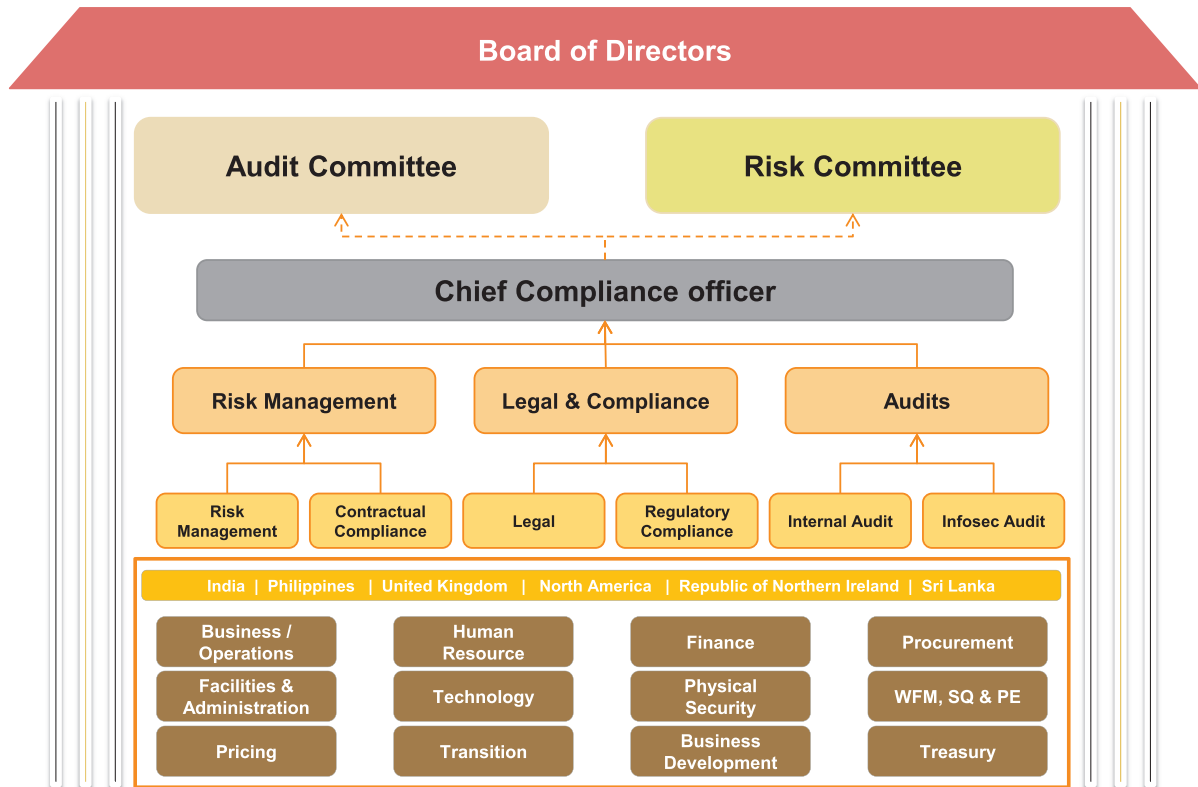 Board of Directors
Audit Committee
Risk Committee
Chief Compliance officer
Risk Management
Legal & Compliance
Audits
Risk
Management
Contractual
Compliance
Legal
Regulatory
Compliance
Internal Audit
Infosec Audit
India | Philippines | United Kingdom | North America | Republic of Northern Ireland | Sri Lanka
Business /
Operations
Human
Resource
Finance
Procurement
Facilities &
Administration
Technology
Physical
Security
WFM, SQ & PE
Pricing
Transition
Business
Development
Treasury